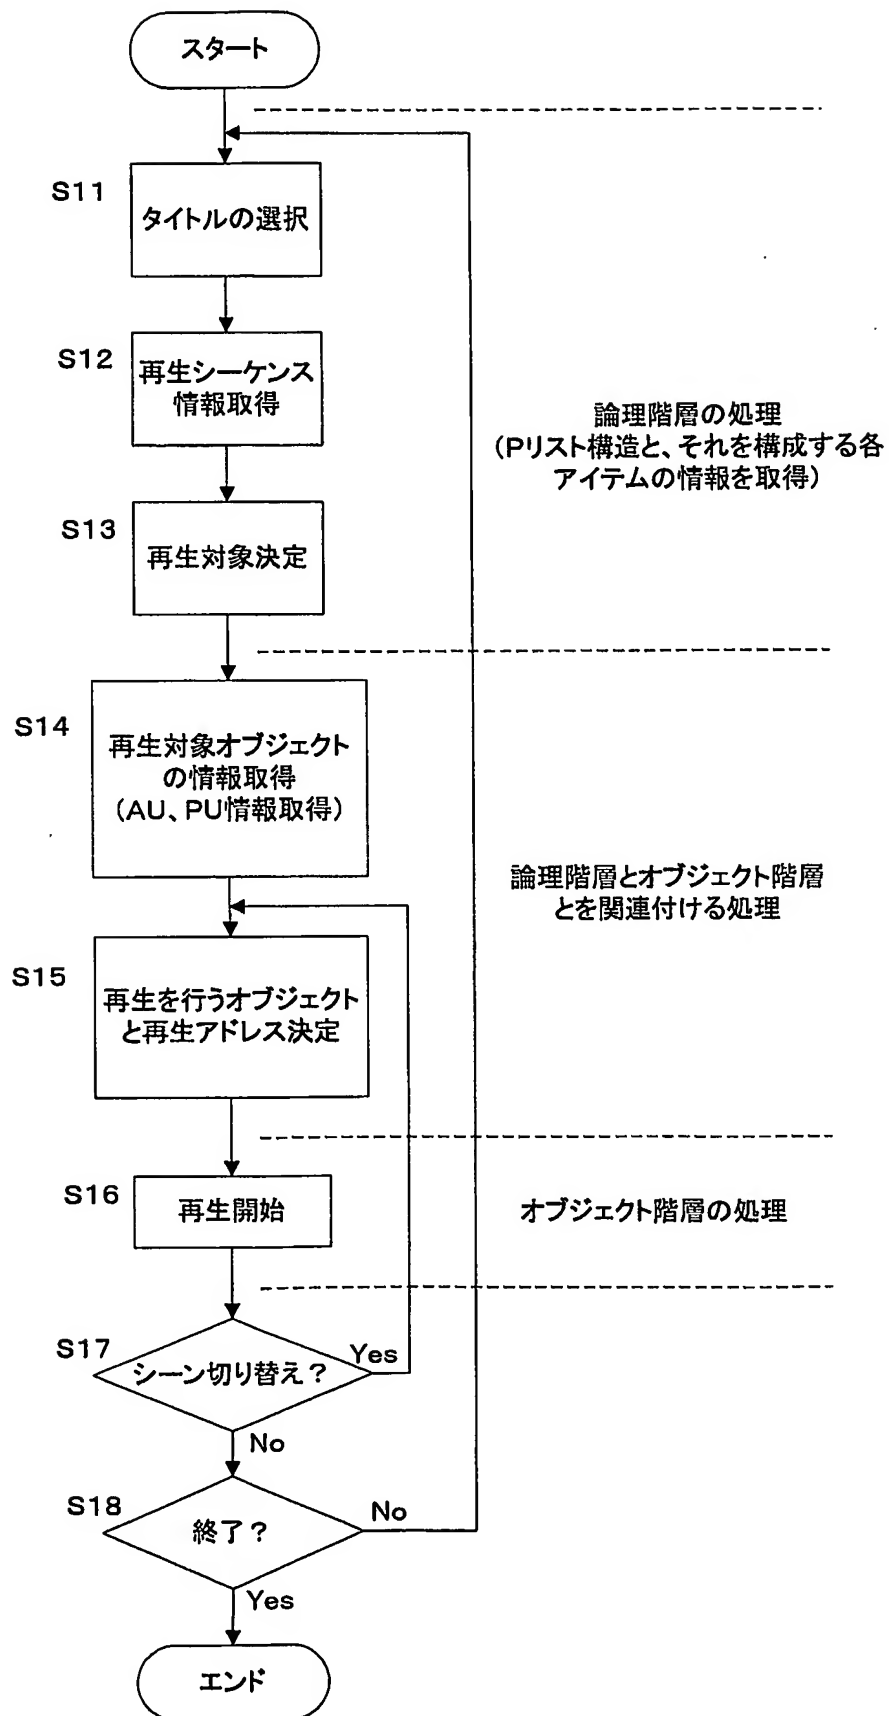 スタート
S11
タイトルの選択
S12
再生シーケンス
情報取得
論理階層の処理
(Pリスト構造と、それを構成する各
アイテムの情報を取得)
S13
再生対象決定
S14
再生対象オブジェクト
の情報取得
(AU、PU情報取得)
論理階層とオブジェクト階層
とを関連付ける処理
S15
再生を行うオブジェクト
と再生アドレス決定
S16
再生開始
オブジェクト階層の処理
S17
シーン切り替え?
Yes
No
S18
終了?
No
Yes
エンド